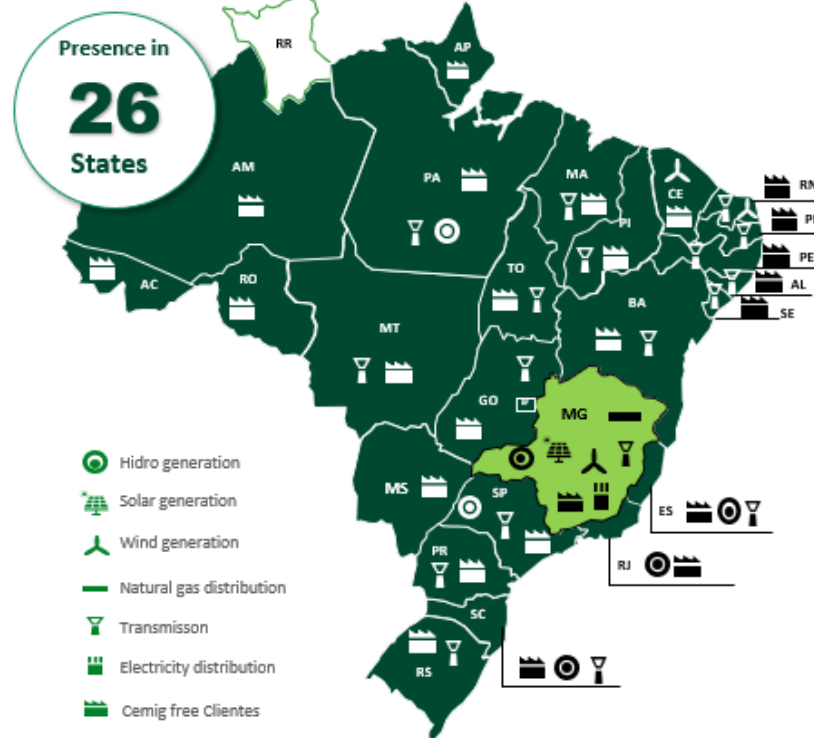 Presence in
26
States
RR
AP
AM
PA
MA
CE
RN
PI
PE
AL
SE
PI
TO
BA
AC
RO
MT
GO
MG
MS
SP
ES
RJ
PR
SC
RS
Hidro generation
Solar generation
Wind generation
Natural gas distribution
Transmisson
Electricity distribution
Cemig free Clientes